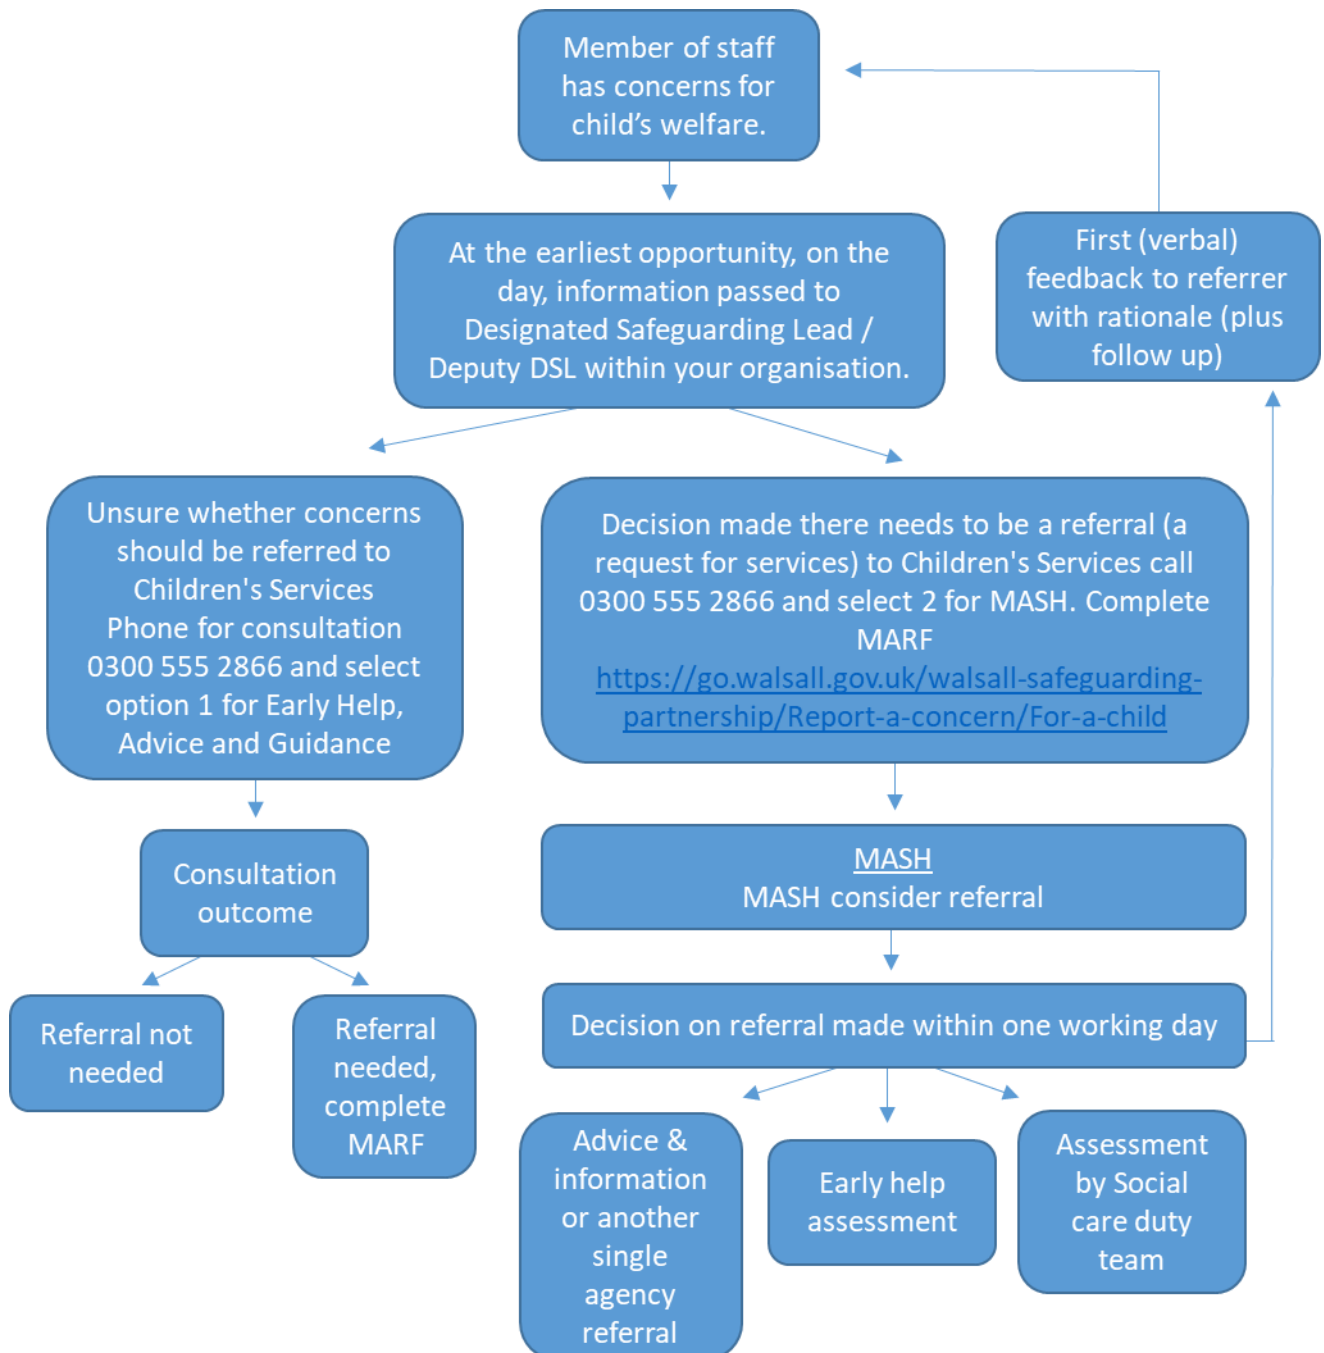 Member of staff
has concerns for
child's welfare.
At the earliest opportunity, on the
day, information passed to
Designated Safeguarding Lead /
Deputy DSL within your organisation.
First (verbal)
feedback to referrer
with rationale (plus
follow up)
Unsure whether concerns
should be referred to
Children's Services
Phone for consultation
0300 555 2866 and select
option 1 for Early Help,
Advice and Guidance
Decision made there needs to be a referral (a
request for services) to Children's Services call
0300 555 2866 and select 2 for MASH. Complete
MARF
https://go.walsall.gov.uk/walsall-safeguarding-
partnership/Report-a-concern/For-a-child
Consultation
outcome
MASH
MASH consider referral
Referral not
needed
Referral
needed,
complete
MARF
Decision on referral made within one working day
Advice &
information
or another
single
agency
referral
Early help
assessment
Assessment
by Social
care duty
team